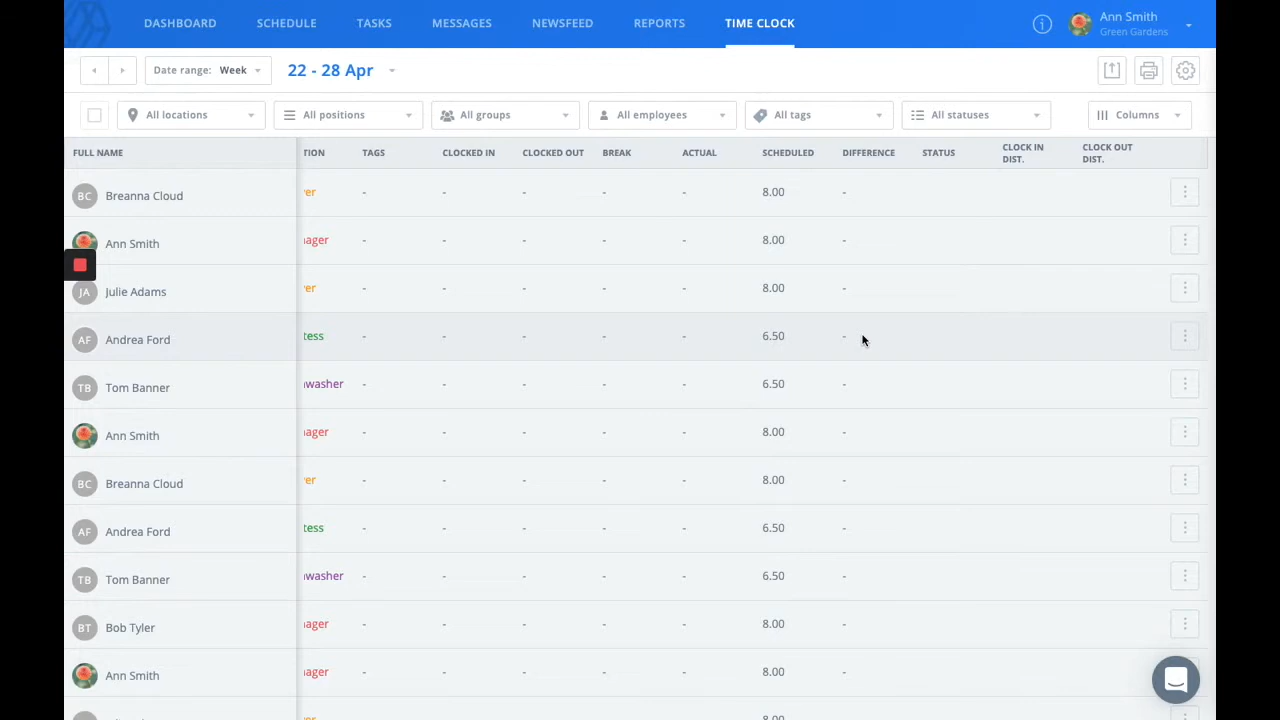 DASHBOARD SCHEDULE TASKS MESSAGES NEWSFEED REPORTS TIME CLOCK Ann Smith
Green Gardens
Date range: Week 22 - 28 Apr
All locations All positions All groups All employees All tags All statuses Columns
FULL NAME TION TAGS CLOCKED IN CLOCKED OUT BREAK ACTUAL SCHEDULED DIFFERENCE STATUS CLOCK IN DIST. CLOCK OUT DIST.
BC Breanna Cloud er - - - - - 8.00 -
Ann Smith ager - - - - - 8.00 -
JA Julie Adams er - - - - - 8.00 -
AF Andrea Ford tess - - - - - 6.50 -
TB Tom Banner washer - - - - - 6.50 -
Ann Smith ager - - - - - 8.00 -
BC Breanna Cloud er - - - - - 8.00 -
AF Andrea Ford tess - - - - - 6.50 -
TB Tom Banner washer - - - - - 6.50 -
BT Bob Tyler ager - - - - - 8.00 -
Ann Smith ager - - - - - 8.00 -
8.00